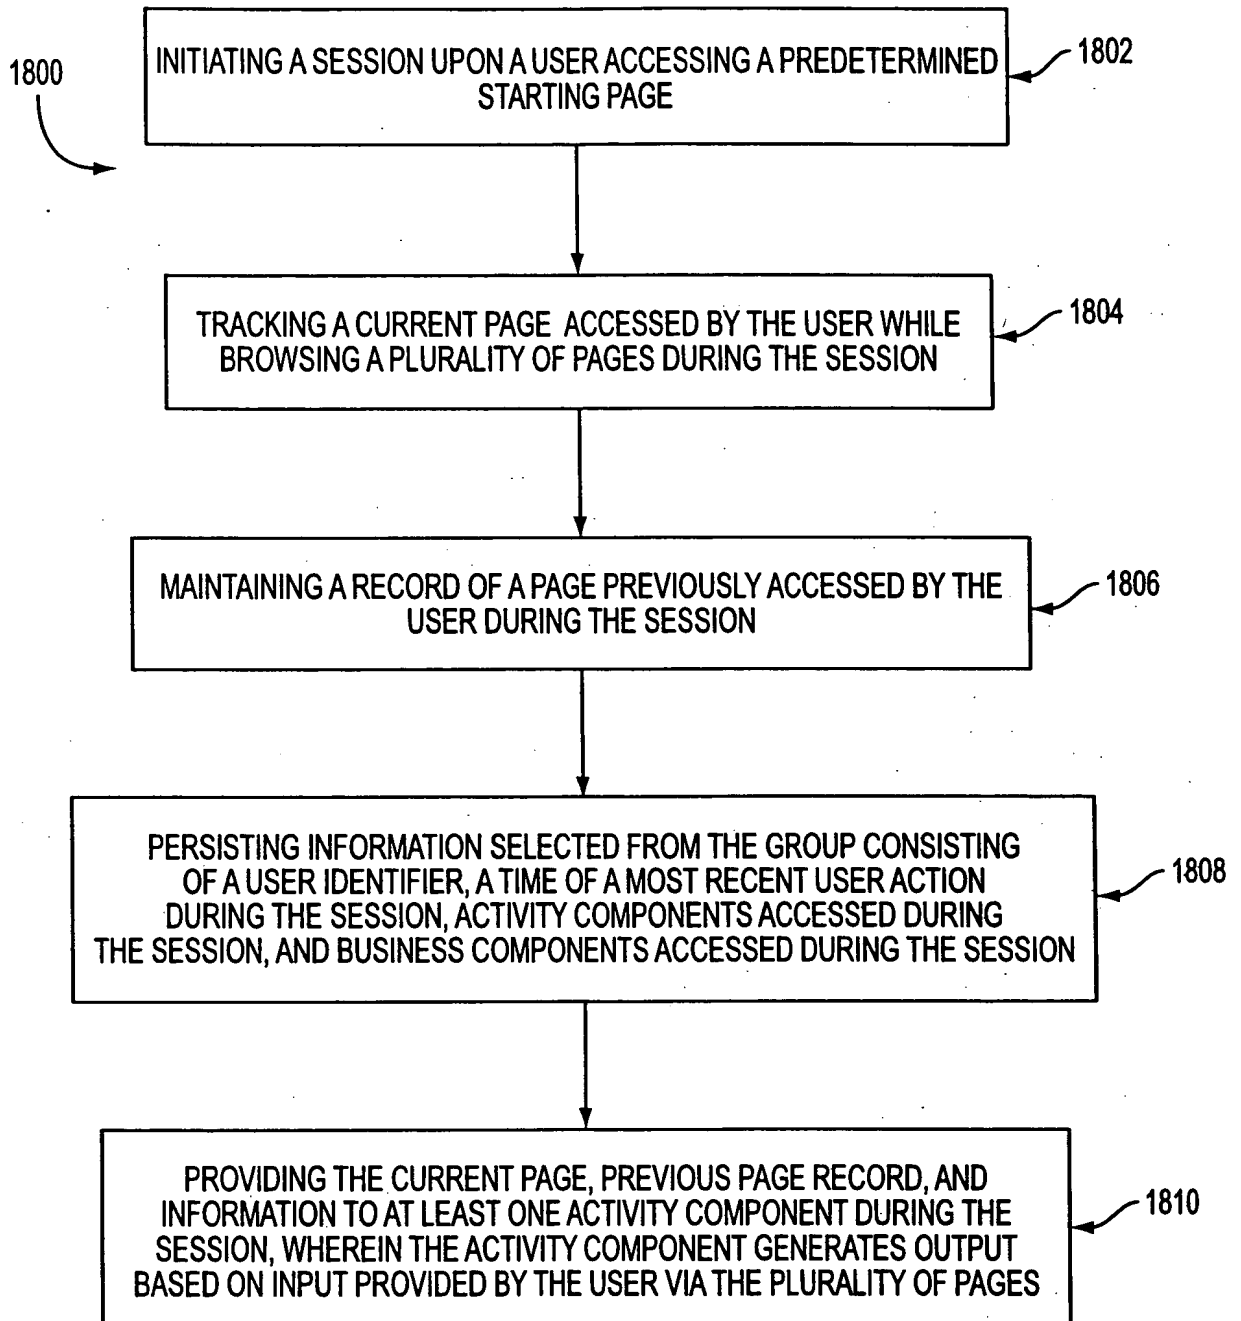 1800
INITIATING A SESSION UPON A USER ACCESSING A PREDETERMINED
STARTING PAGE
1802
TRACKING A CURRENT PAGE ACCESSED BY THE USER WHILE
BROWSING A PLURALITY OF PAGES DURING THE SESSION
1804
MAINTAINING A RECORD OF A PAGE PREVIOUSLY ACCESSED BY THE
USER DURING THE SESSION
1806
PERSISTING INFORMATION SELECTED FROM THE GROUP CONSISTING
OF A USER IDENTIFIER, A TIME OF A MOST RECENT USER ACTION
DURING THE SESSION, ACTIVITY COMPONENTS ACCESSED DURING
THE SESSION, AND BUSINESS COMPONENTS ACCESSED DURING THE SESSION
1808
PROVIDING THE CURRENT PAGE, PREVIOUS PAGE RECORD, AND
INFORMATION TO AT LEAST ONE ACTIVITY COMPONENT DURING THE
SESSION, WHEREIN THE ACTIVITY COMPONENT GENERATES OUTPUT
BASED ON INPUT PROVIDED BY THE USER VIA THE PLURALITY OF PAGES
1810